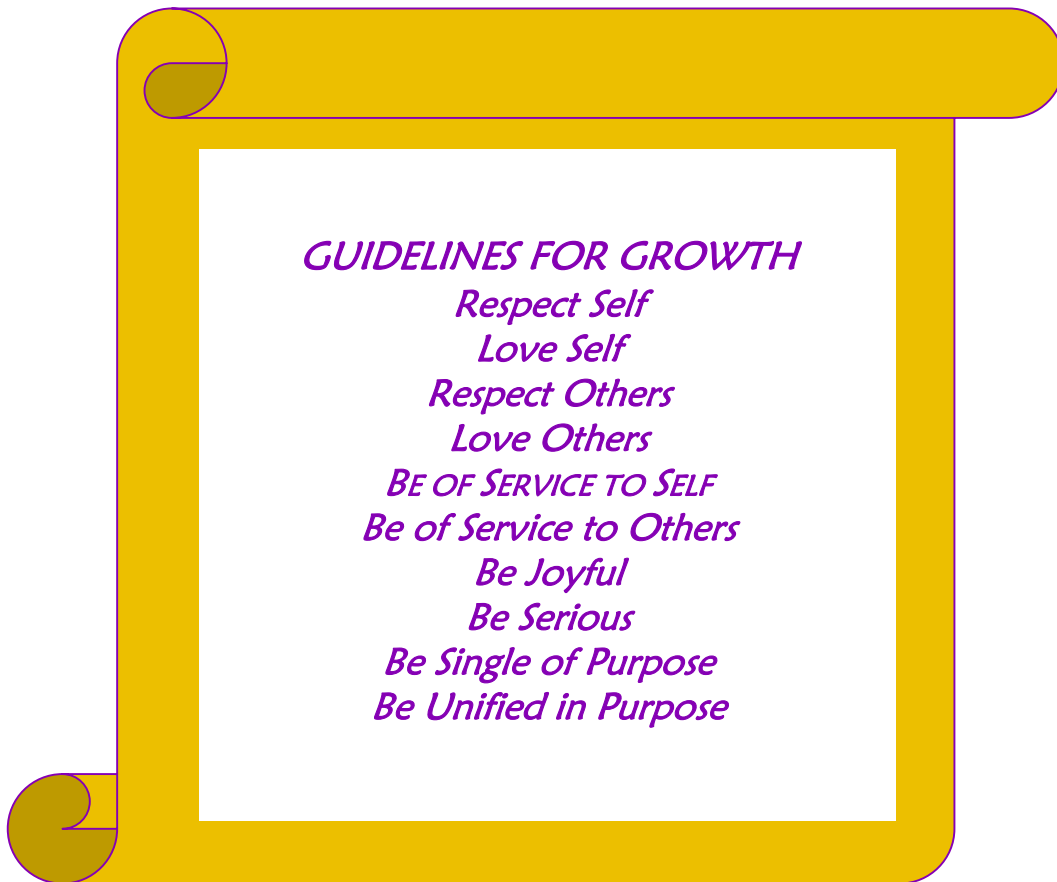 GUIDELINES FOR GROWTH
Respect Self
Love Self
Respect Others
Love Others
BE OF SERVICE TO SELF
Be of Service to Others
Be Joyful
Be Serious
Be Single of Purpose
Be Unified in Purpose